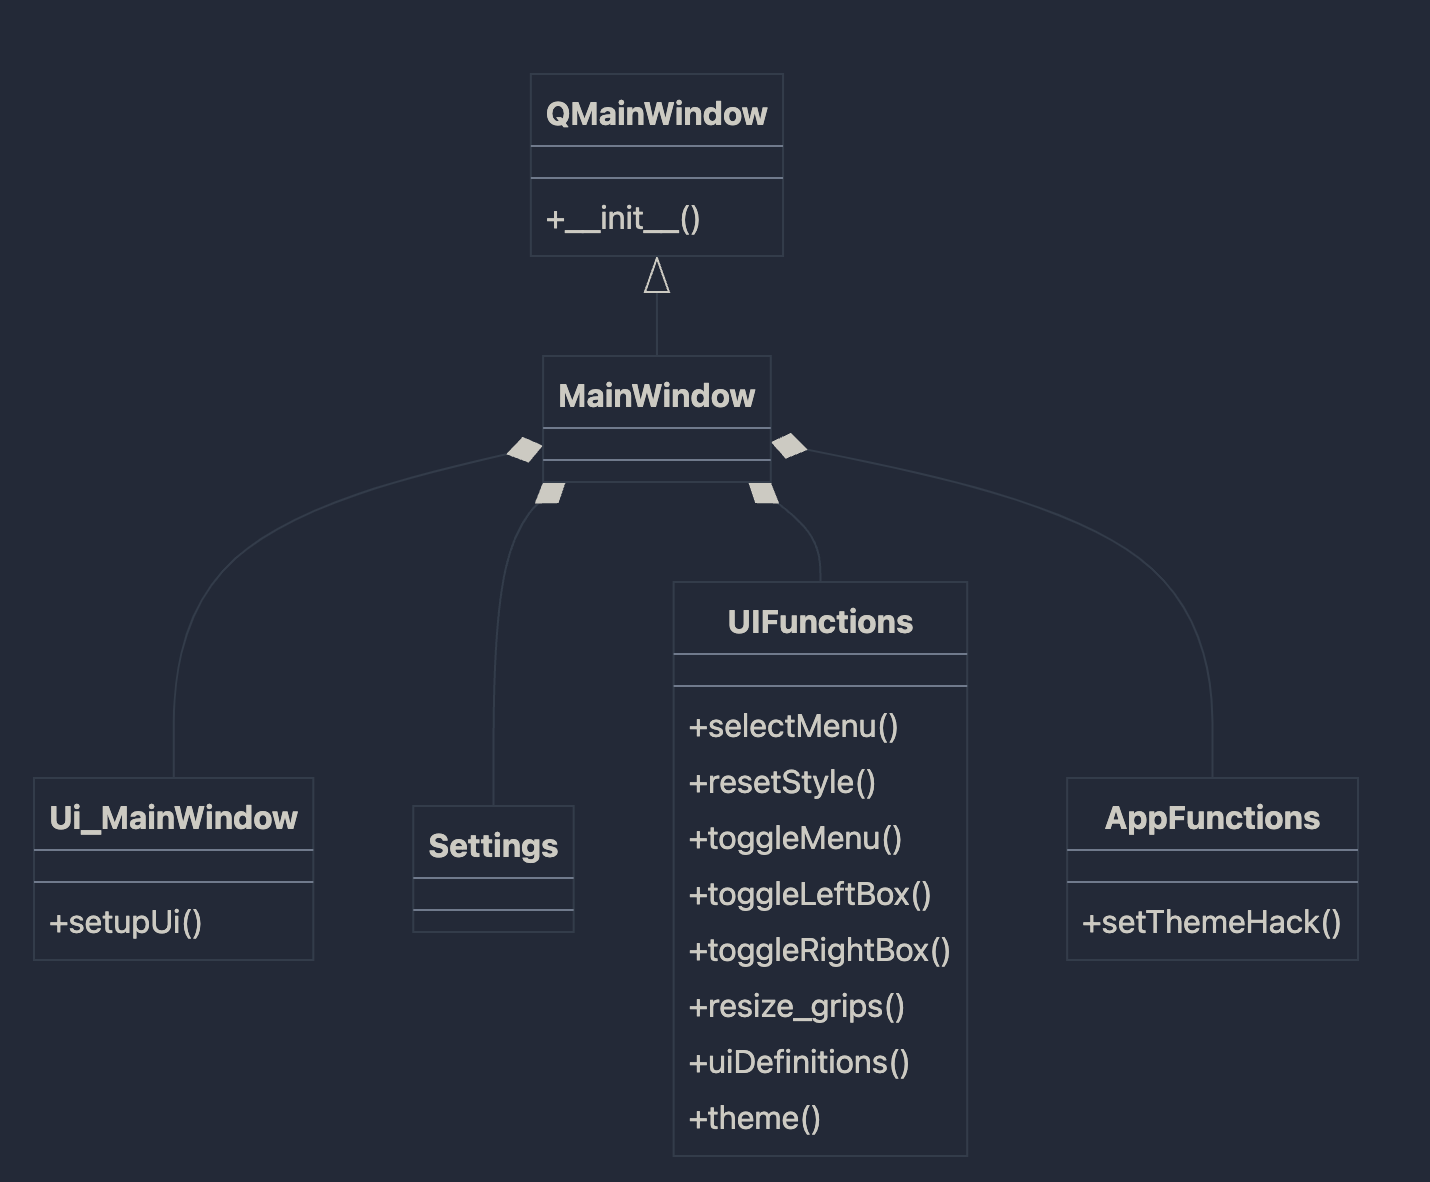 QMainWindow
+__init__()
MainWindow
UIFunctions
+selectMenu()
+resetStyle()
+toggleMenu()
+toggleLeftBox()
+toggleRightBox()
+resize_grips()
+uiDefinitions()
+theme()
Ui_MainWindow
+setupUi()
Settings
AppFunctions
+setThemeHack()